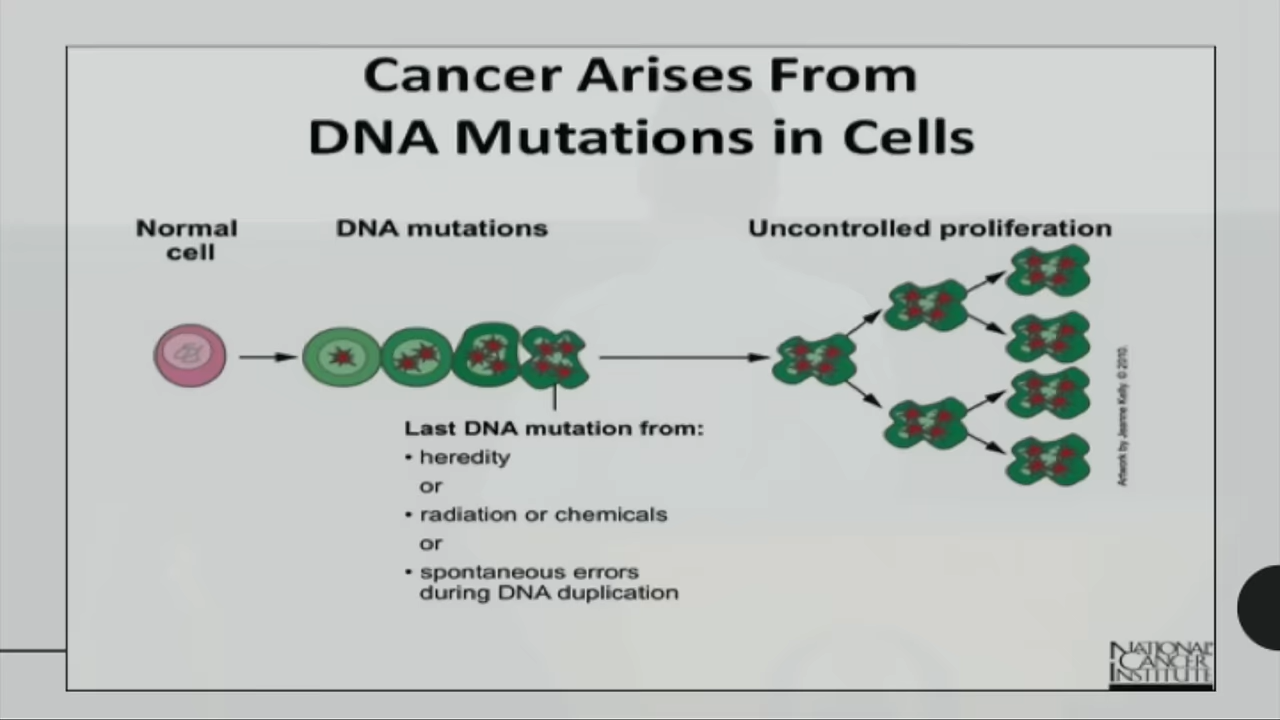 Cancer Arises From
DNA Mutations in Cells
Normal
cell
DNA mutations
Uncontrolled proliferation
Last DNA mutation from:
• heredity
or
• radiation or chemicals
or
• spontaneous errors
during DNA duplication
Artwork by Jeanne Kelly. © 2010.
NATIONAL
CANCER
INSTITUTE